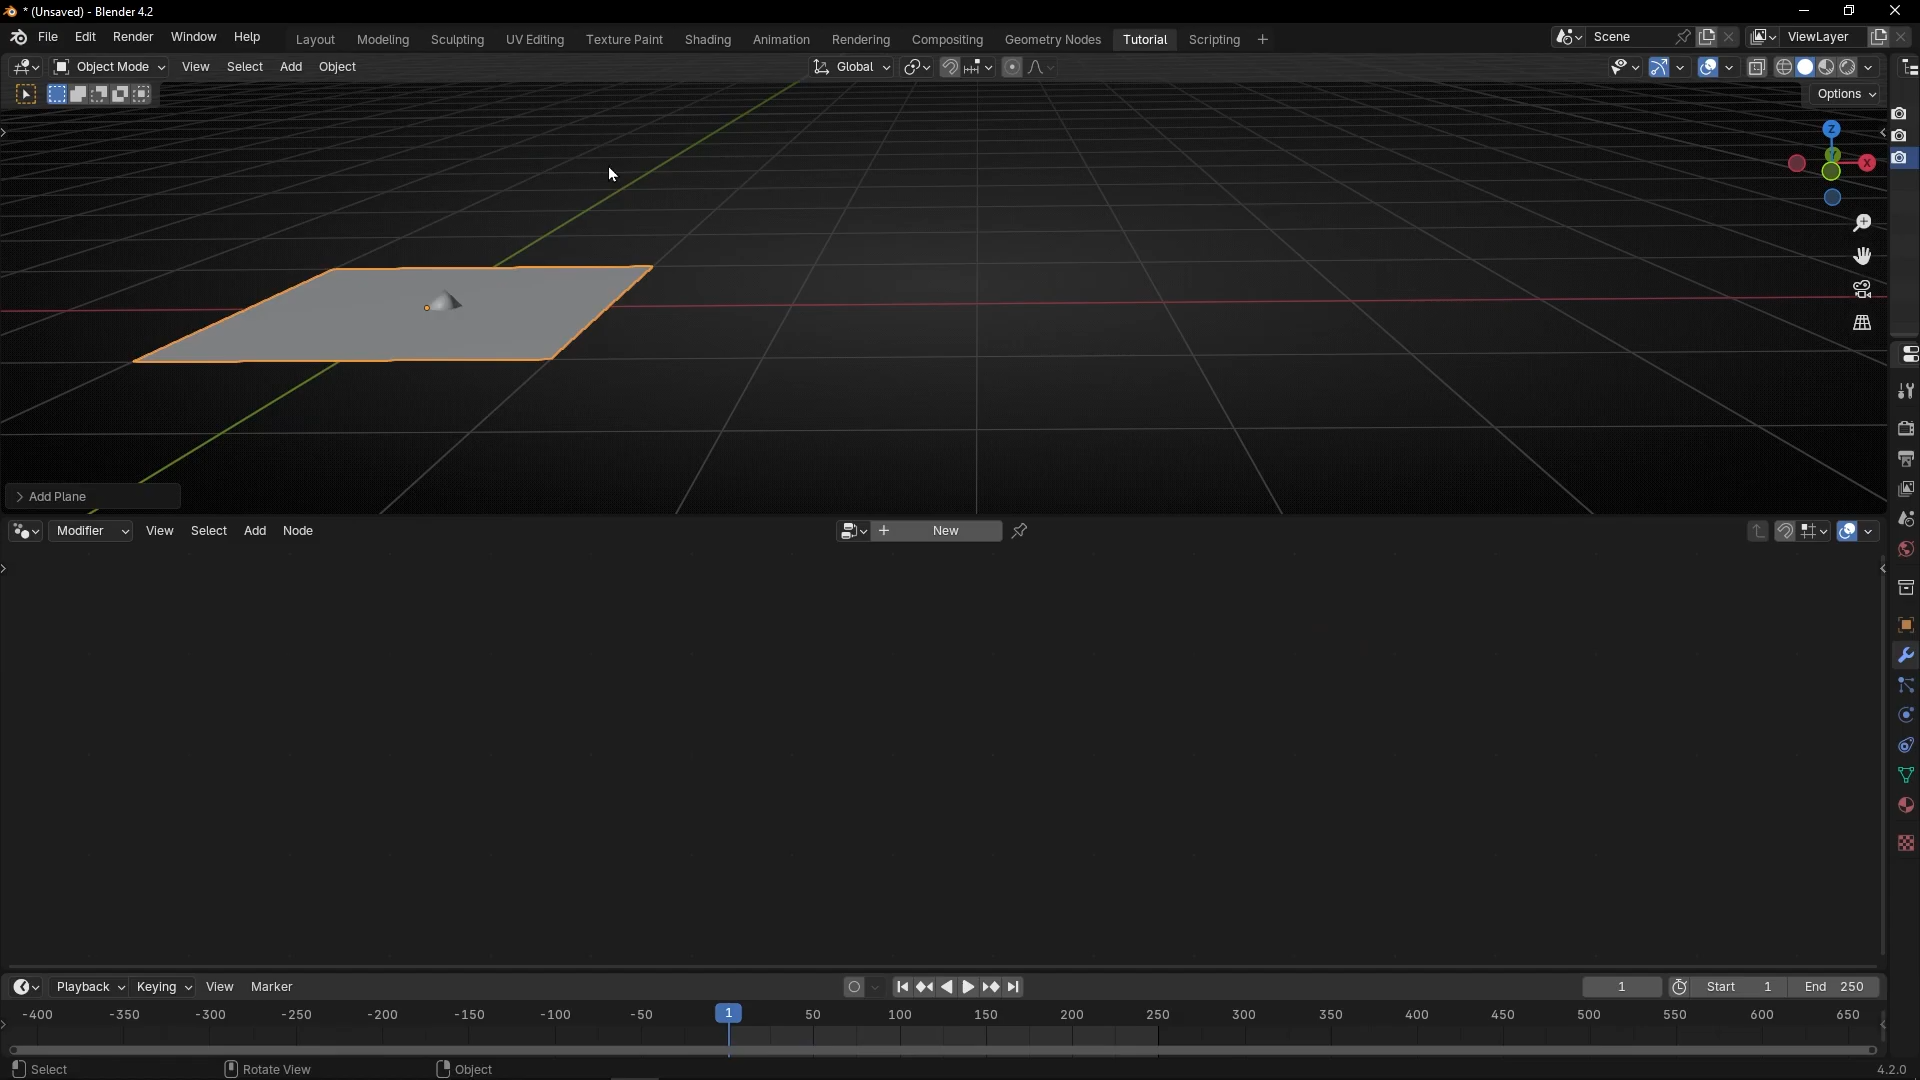 * (Unsaved) - Blender 4.2
File Edit Render Window Help Layout Modeling Sculpting UV Editing Texture Paint Shading Animation Rendering Compositing Geometry Nodes Tutorial Scripting + Scene ViewLayer
Object Mode View Select Add Object Global
Options
Z
Y
X
Add Plane
Modifier View Select Add Node + New
Playback Keying View Marker 1 Start 1 End 250
-400 -350 -300 -250 -200 -150 -100 -50 1 50 100 150 200 250 300 350 400 450 500 550 600 650
Select Rotate View Object 4.2.0